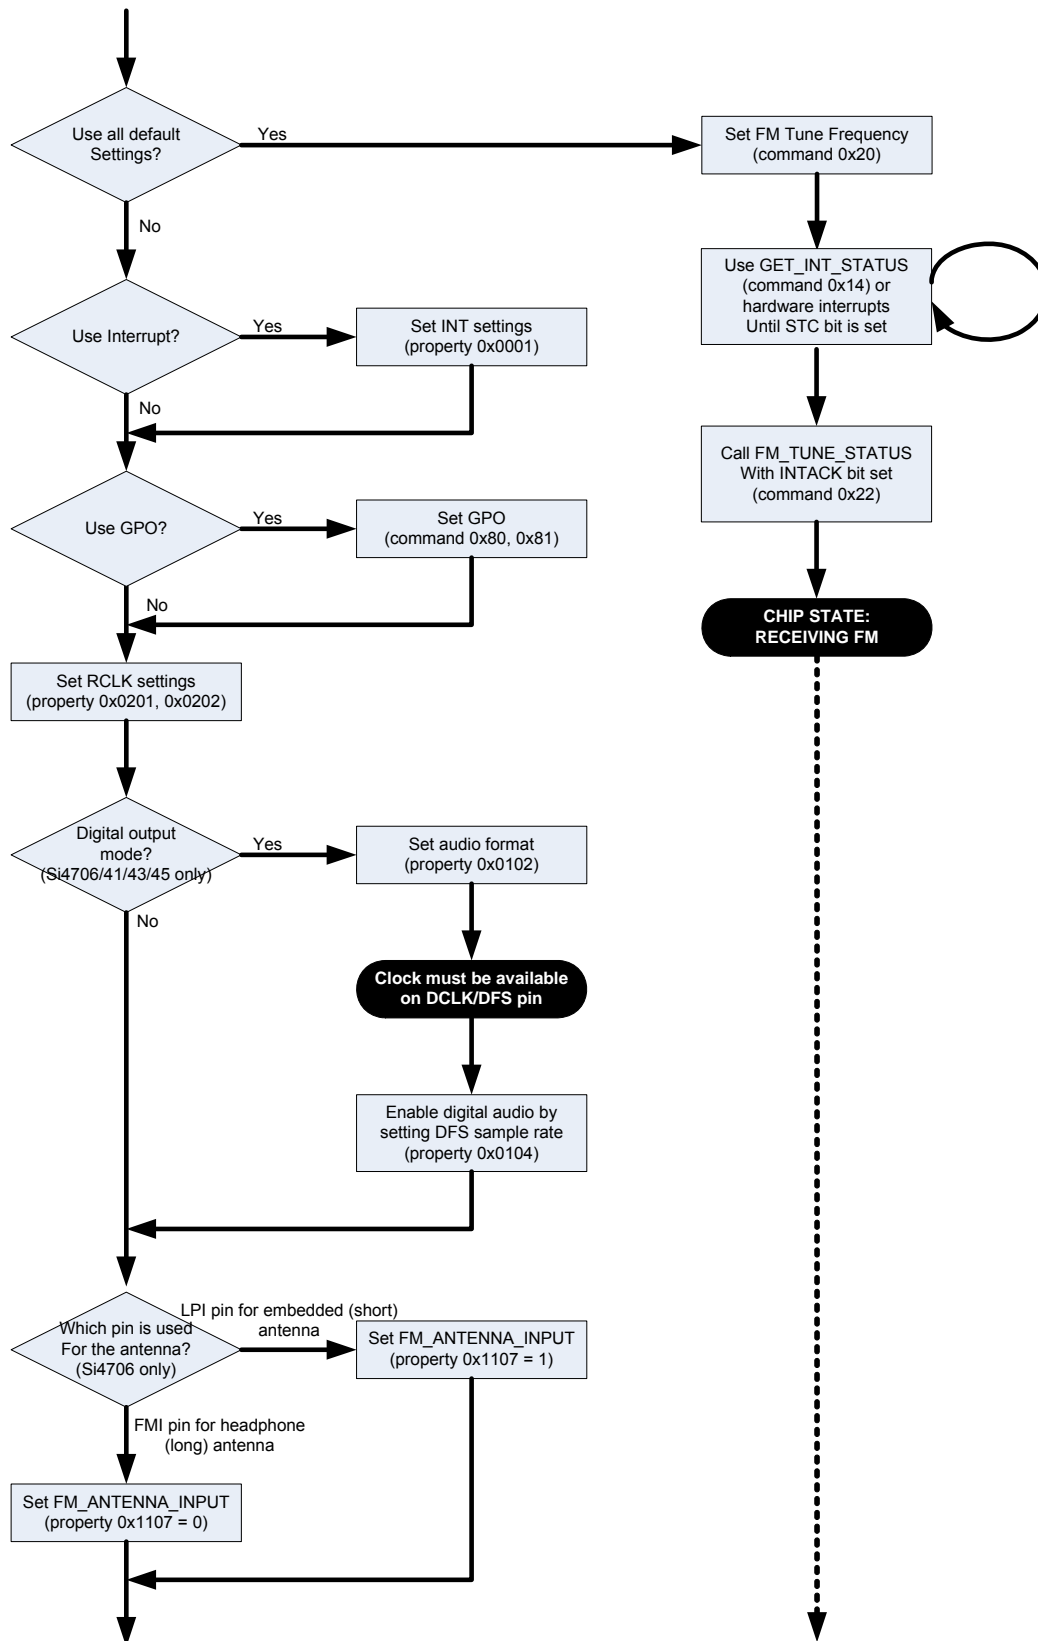 Use all default
Settings?
Yes
No
Set FM Tune Frequency
(command 0x20)
Use GET_INT_STATUS
(command 0x14) or
hardware interrupts
Until STC bit is set
Use Interrupt?
Yes
No
Set INT settings
(property 0x0001)
Call FM_TUNE_STATUS
With INTACK bit set
(command 0x22)
Use GPO?
Yes
No
Set GPO
(command 0x80, 0x81)
CHIP STATE:
RECEIVING FM
Set RCLK settings
(property 0x0201, 0x0202)
Digital output
mode?
(Si4706/41/43/45 only)
Yes
No
Set audio format
(property 0x0102)
Clock must be available
on DCLK/DFS pin
Enable digital audio by
setting DFS sample rate
(property 0x0104)
Which pin is used
For the antenna?
(Si4706 only)
LPI pin for embedded (short)
antenna
Set FM_ANTENNA_INPUT
(property 0x1107 = 1)
FMI pin for headphone
(long) antenna
Set FM_ANTENNA_INPUT
(property 0x1107 = 0)